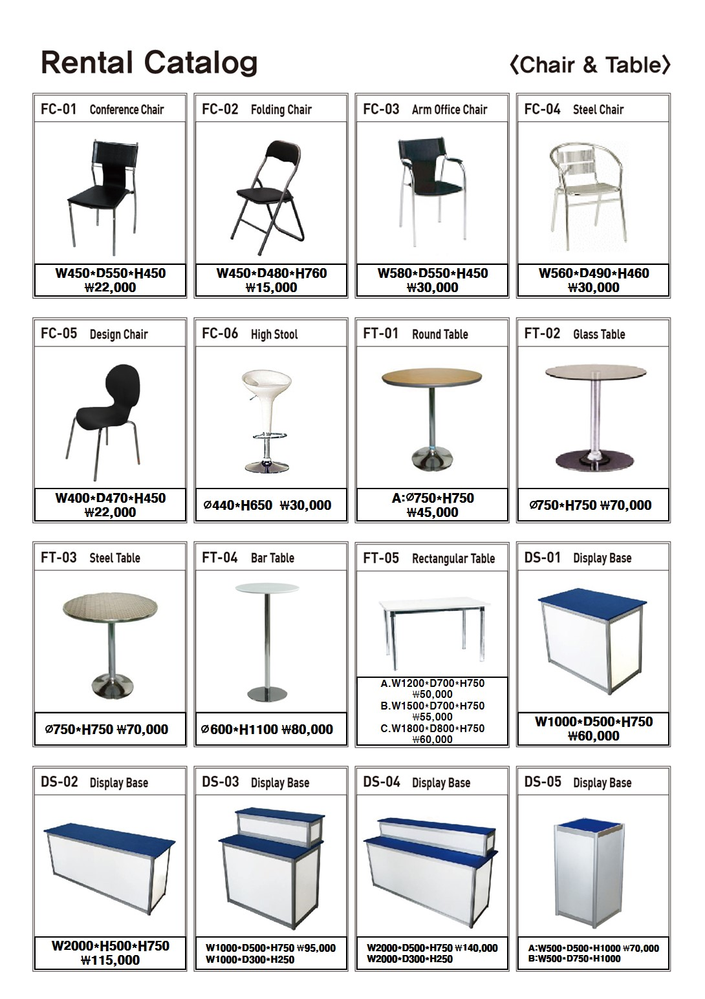 Rental Catalog
〈Chair & Table〉
FC-01 Conference Chair
W450*D550*H450
₩22,000
FC-02 Folding Chair
W450*D480*H760
₩15,000
FC-03 Arm Office Chair
W580*D550*H450
₩30,000
FC-04 Steel Chair
W560*D490*H460
₩30,000
FC-05 Design Chair
W400*D470*H450
₩22,000
FC-06 High Stool
∅440*H650 ₩30,000
FT-01 Round Table
A:∅750*H750
₩45,000
FT-02 Glass Table
∅750*H750 ₩70,000
FT-03 Steel Table
∅750*H750 ₩70,000
FT-04 Bar Table
∅600*H1100 ₩80,000
FT-05 Rectangular Table
A.W1200*D700*H750
₩50,000
B.W1500*D700*H750
₩55,000
C.W1800*D800*H750
₩60,000
DS-01 Display Base
W1000*D500*H750
₩60,000
DS-02 Display Base
W2000*H500*H750
₩115,000
DS-03 Display Base
W1000*D500*H750 ₩95,000
W1000*D300*H250
DS-04 Display Base
W2000*D500*H750 ₩140,000
W2000*D300*H250
DS-05 Display Base
A:W500*D500*H1000 ₩70,000
B:W500*D750*H1000